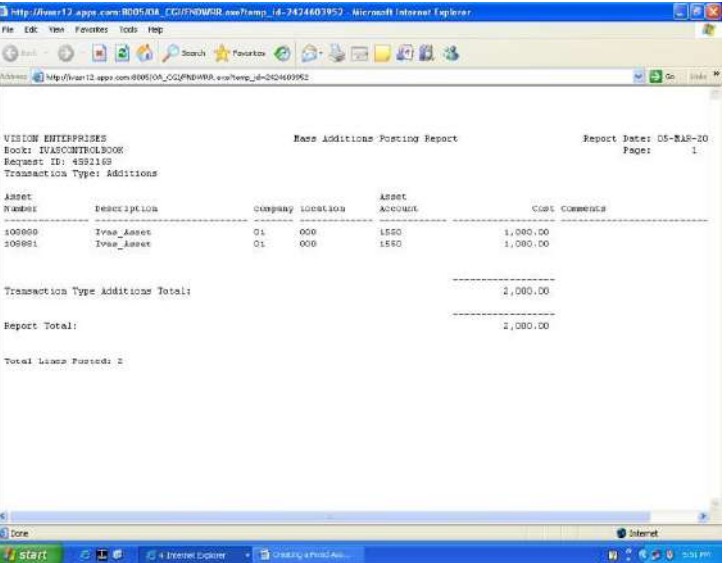 http://ivasr12.apps.com:8005/OA_CGI/FNDWRR.exe?temp_id=2424603952 - Microsoft Internet Explorer
File Edit View Favorites Tools Help
Back Search Favorites
Address http://ivasr12.apps.com:8005/OA_CGI/FNDWRR.exe?temp_id=2424603952 Go Links »
VISION ENTERPRISES Mass Additions Posting Report Report Date: 05-MAR-20
Book: IVASCONTROLBOOK Page: 1
Request ID: 4592169
Transaction Type: Additions
Asset Asset
Number Description Company Location Account Cost Comments
Ivas_Asset 01 000 1550 1,000.00
Ivas_Asset 01 000 1550 1,000.00
Transaction Type Additions Total: 2,000.00
Report Total: 2,000.00
Total Lines Posted: 2
Done Internet
start 4 Internet Explorer Creating a Fixed Ass... 5:51 PM